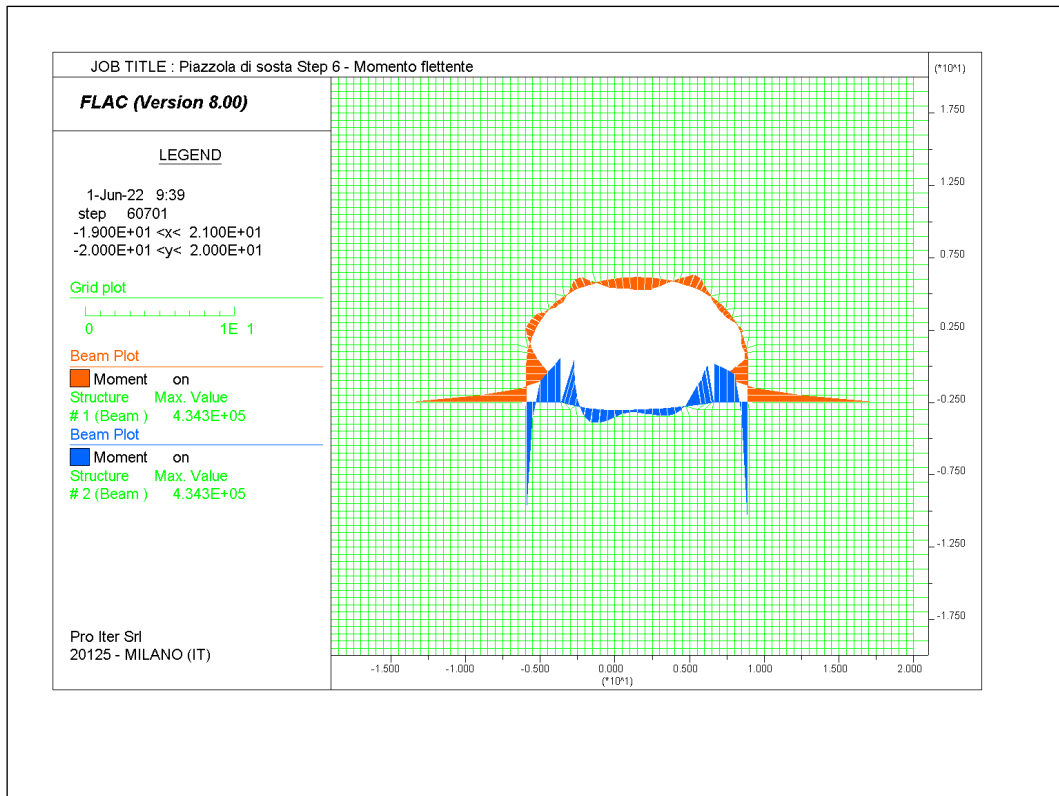 JOB TITLE : Piazzola di sosta Step 6 - Momento flettente
(*10^1)
FLAC (Version 8.00)
LEGEND
1-Jun-22 9:39
step 60701
-1.900E+01 <x< 2.100E+01
-2.000E+01 <y< 2.000E+01
Grid plot
0 1E 1
Beam Plot
Moment on
Structure Max. Value
# 1 (Beam ) 4.343E+05
Beam Plot
Moment on
Structure Max. Value
# 2 (Beam ) 4.343E+05
Pro Iter Srl
20125 - MILANO (IT)
1.750
1.250
0.750
0.250
-0.250
-0.750
-1.250
-1.750
-1.500 -1.000 -0.500 0.000 0.500 1.000 1.500 2.000
(*10^1)